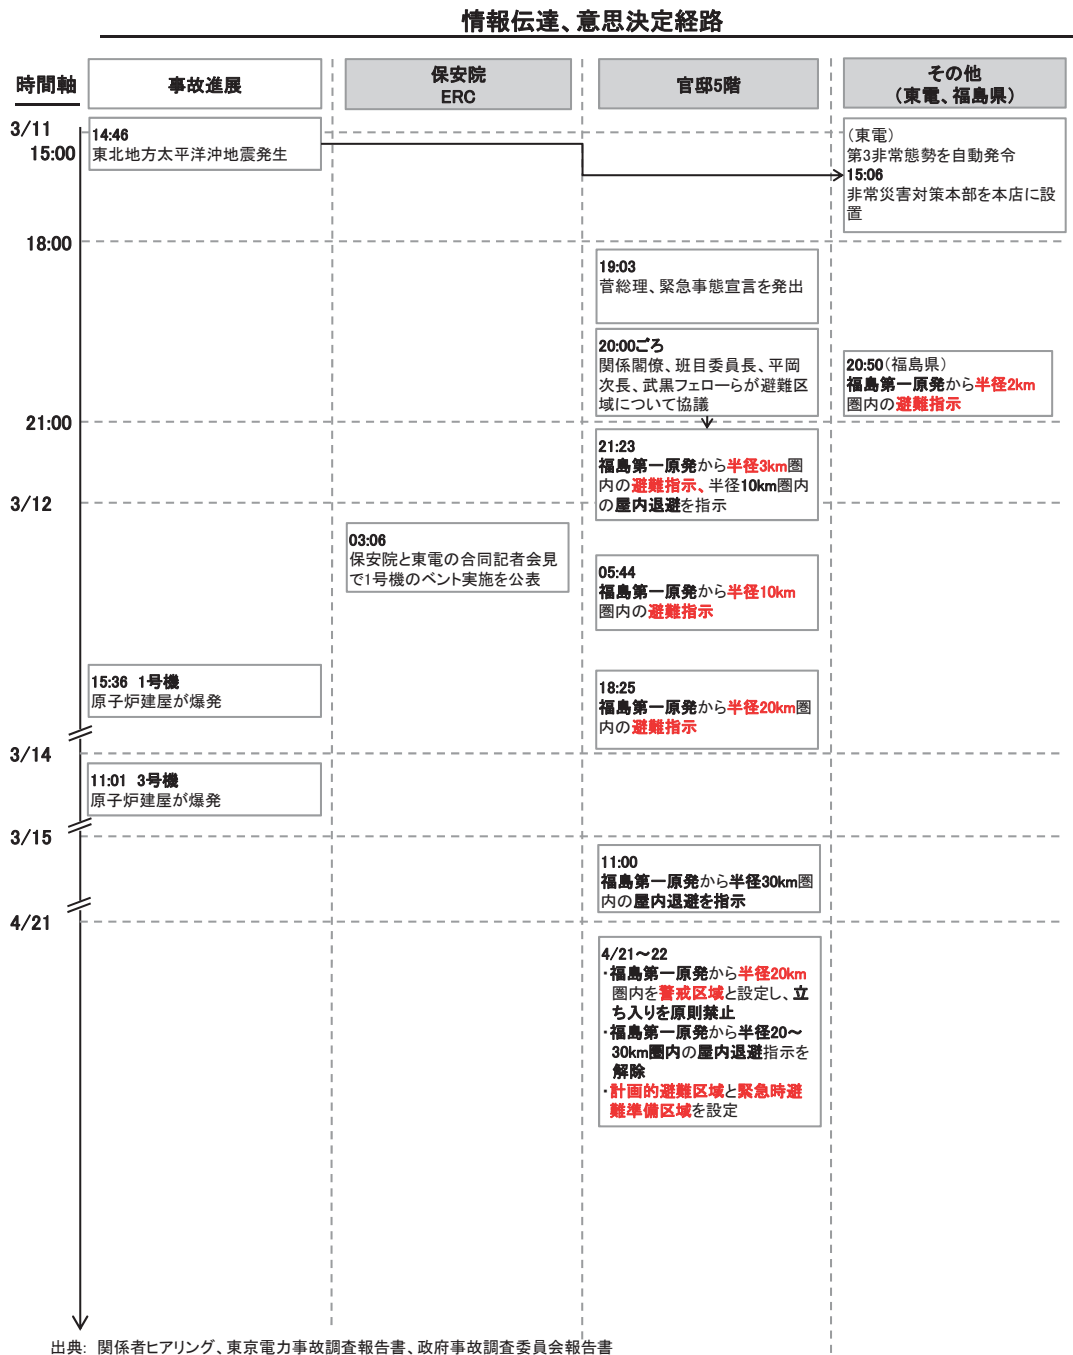 情報伝達、意思決定経路
時間軸
事故進展
保安院
ERC
官邸5階
その他
（東電、福島県）
3/11
15:00
14:46
東北地方太平洋沖地震発生
（東電）
第3非常態勢を自動発令
15:06
非常災害対策本部を本店に設
置
18:00
19:03
菅総理、緊急事態宣言を発出
20:00ごろ
関係閣僚、班目委員長、平岡
次長、武黒フェローらが避難区
域について協議
20:50（福島県）
福島第一原発から半径2km
圏内の避難指示
21:00
21:23
福島第一原発から半径3km圏
内の避難指示、半径10km圏内
の屋内退避を指示
3/12
03:06
保安院と東電の合同記者会見
で1号機のベント実施を公表
05:44
福島第一原発から半径10km
圏内の避難指示
15:36 1号機
原子炉建屋が爆発
18:25
福島第一原発から半径20km圏
内の避難指示
3/14
11:01 3号機
原子炉建屋が爆発
3/15
11:00
福島第一原発から半径30km圏
内の屋内退避を指示
4/21
4/21～22
・福島第一原発から半径20km
圏内を警戒区域と設定し、立
ち入りを原則禁止
・福島第一原発から半径20～
30km圏内の屋内退避指示を
解除
・計画的避難区域と緊急時避
難準備区域を設定
出典: 関係者ヒアリング、東京電力事故調査報告書、政府事故調査委員会報告書